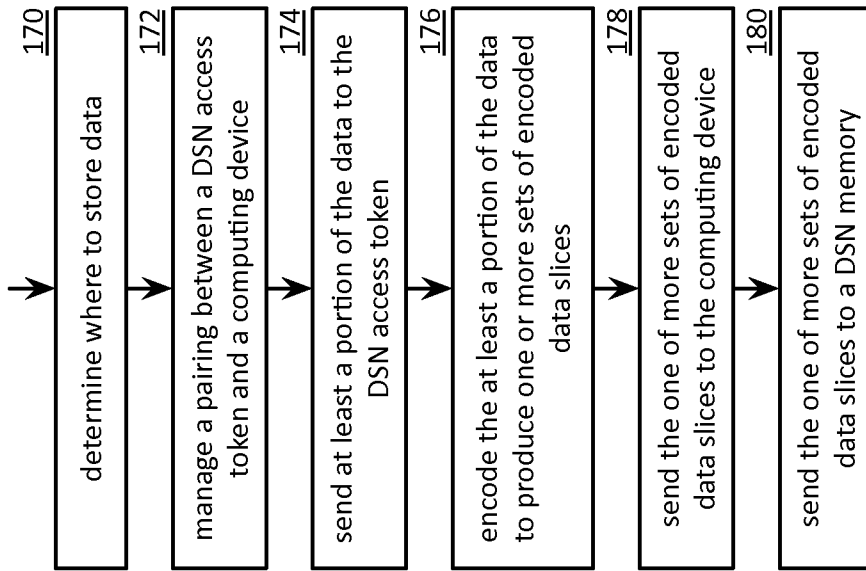 170
determine where to store data
172
manage a pairing between a DSN access
token and a computing device
174
send at least a portion of the data to the
DSN access token
176
encode the at least a portion of the data
to produce one or more sets of encoded
data slices
178
send the one of more sets of encoded
data slices to the computing device
180
send the one of more sets of encoded
data slices to a DSN memory